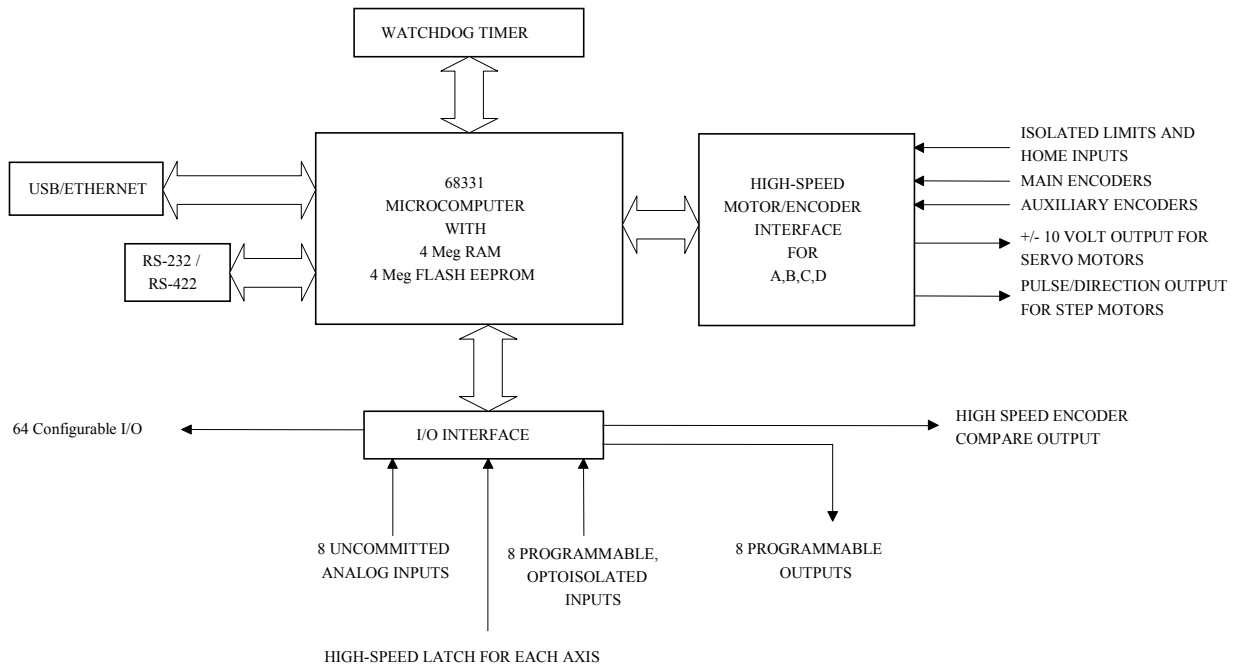 WATCHDOG TIMER
USB/ETHERNET
RS-232 /
RS-422
68331
MICROCOMPUTER
WITH
4 Meg RAM
4 Meg FLASH EEPROM
HIGH-SPEED
MOTOR/ENCODER
INTERFACE
FOR
A,B,C,D
ISOLATED LIMITS AND
HOME INPUTS
MAIN ENCODERS
AUXILIARY ENCODERS
+/- 10 VOLT OUTPUT FOR
SERVO MOTORS
PULSE/DIRECTION OUTPUT
FOR STEP MOTORS
64 Configurable I/O
I/O INTERFACE
HIGH SPEED ENCODER
COMPARE OUTPUT
8 UNCOMMITTED
ANALOG INPUTS
8 PROGRAMMABLE,
OPTOISOLATED
INPUTS
8 PROGRAMMABLE
OUTPUTS
HIGH-SPEED LATCH FOR EACH AXIS